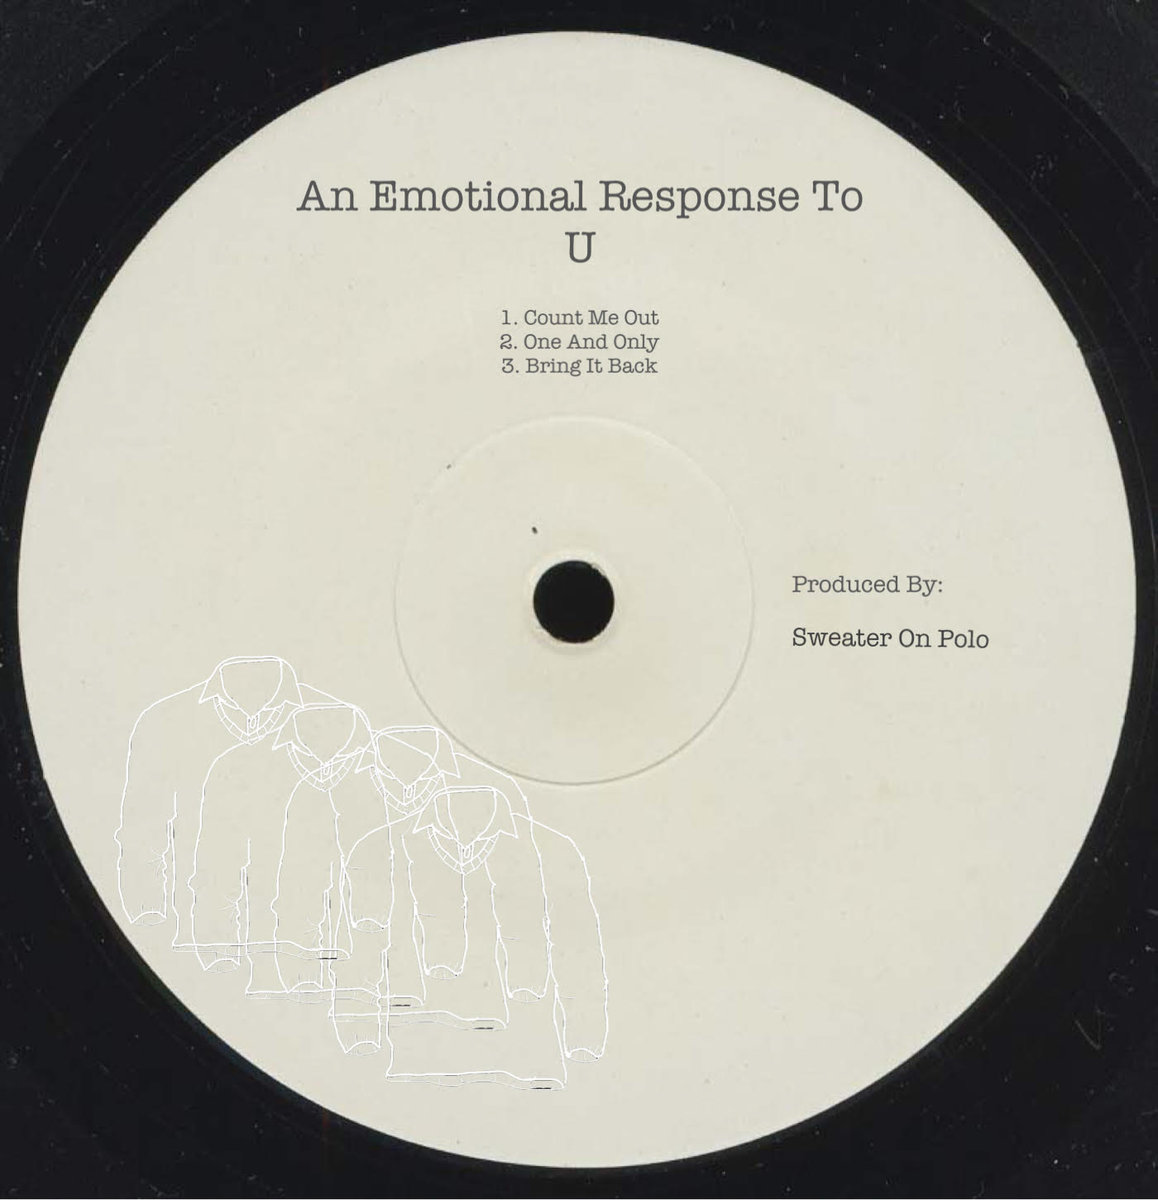 An Emotional Response To
U
1. Count Me Out
2. One And Only
3. Bring It Back
Produced By:
Sweater On Polo